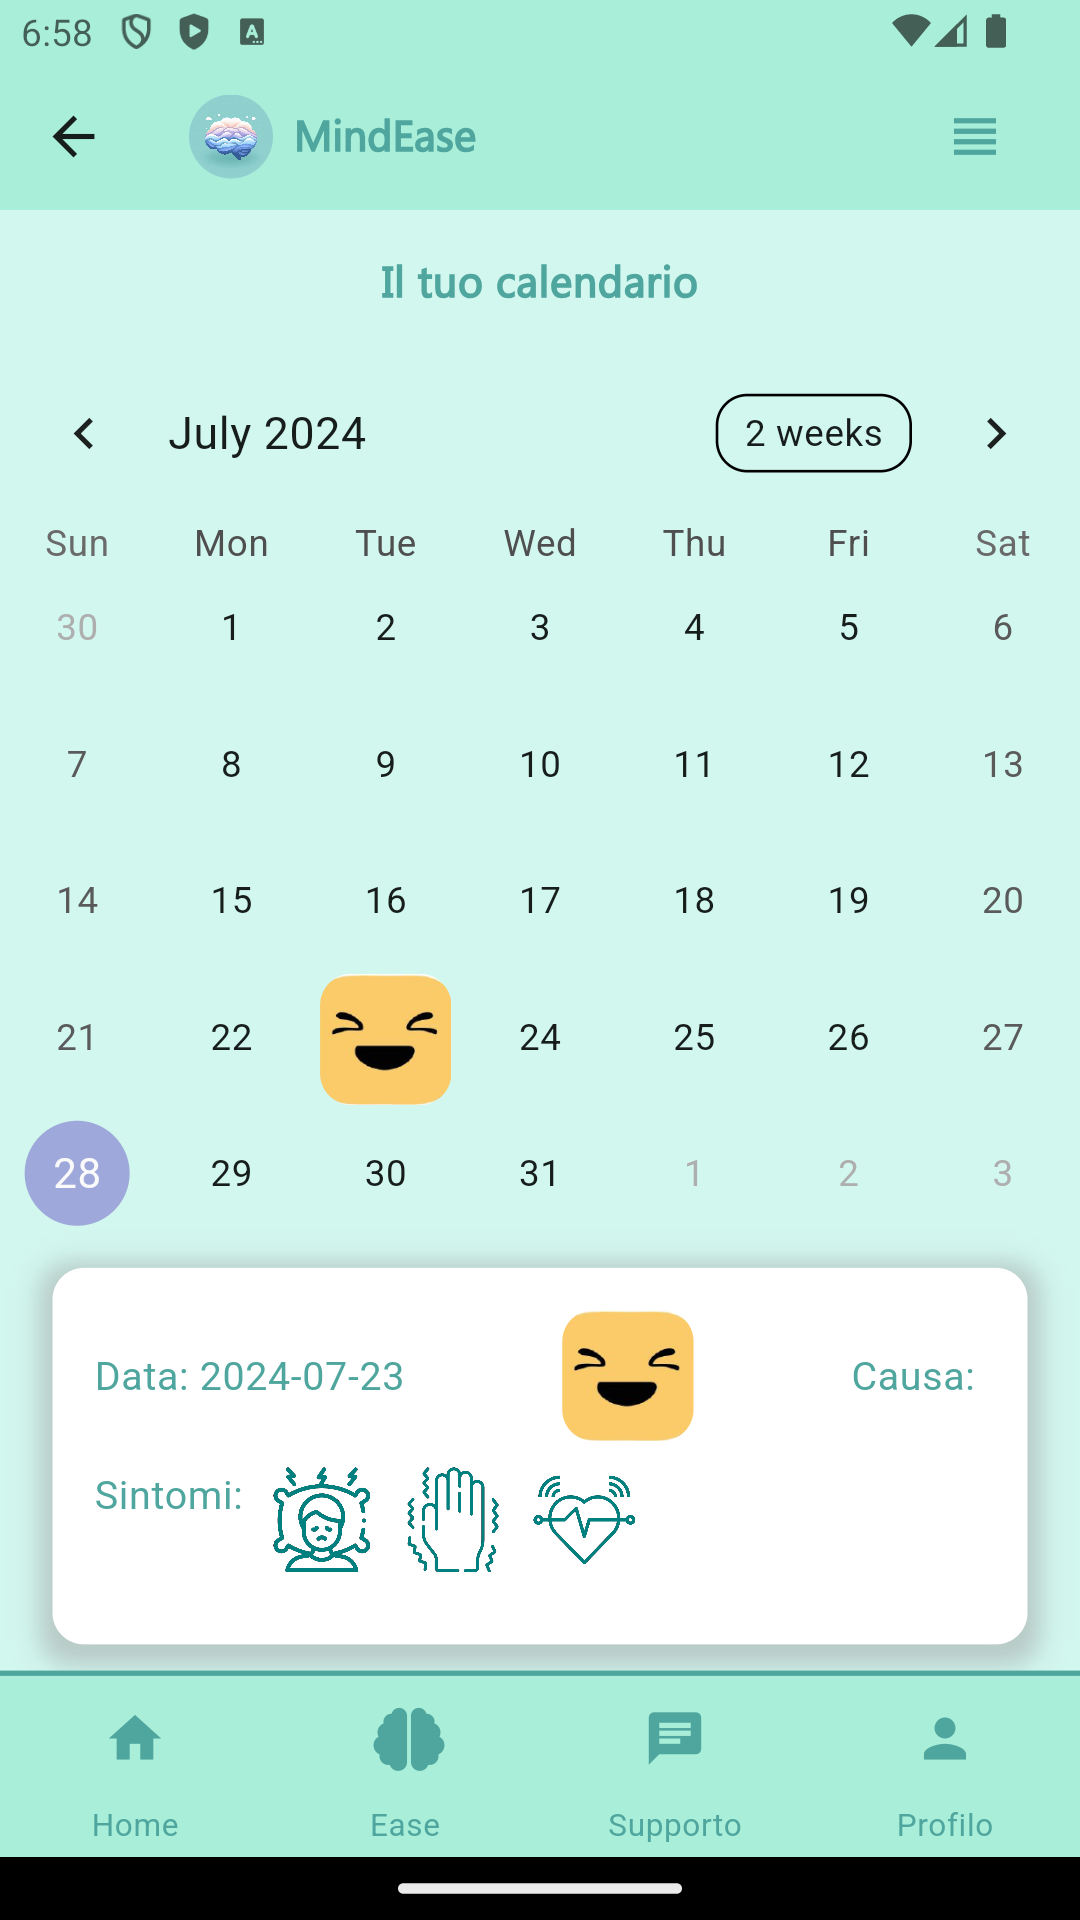 6:58
MindEase
Il tuo calendario
July 2024 2 weeks
Sun Mon Tue Wed Thu Fri Sat
30 1 2 3 4 5 6
7 8 9 10 11 12 13
14 15 16 17 18 19 20
21 22 24 25 26 27
28 29 30 31 1 2 3
Data: 2024-07-23 Causa:
Sintomi:
Home Ease Supporto Profilo